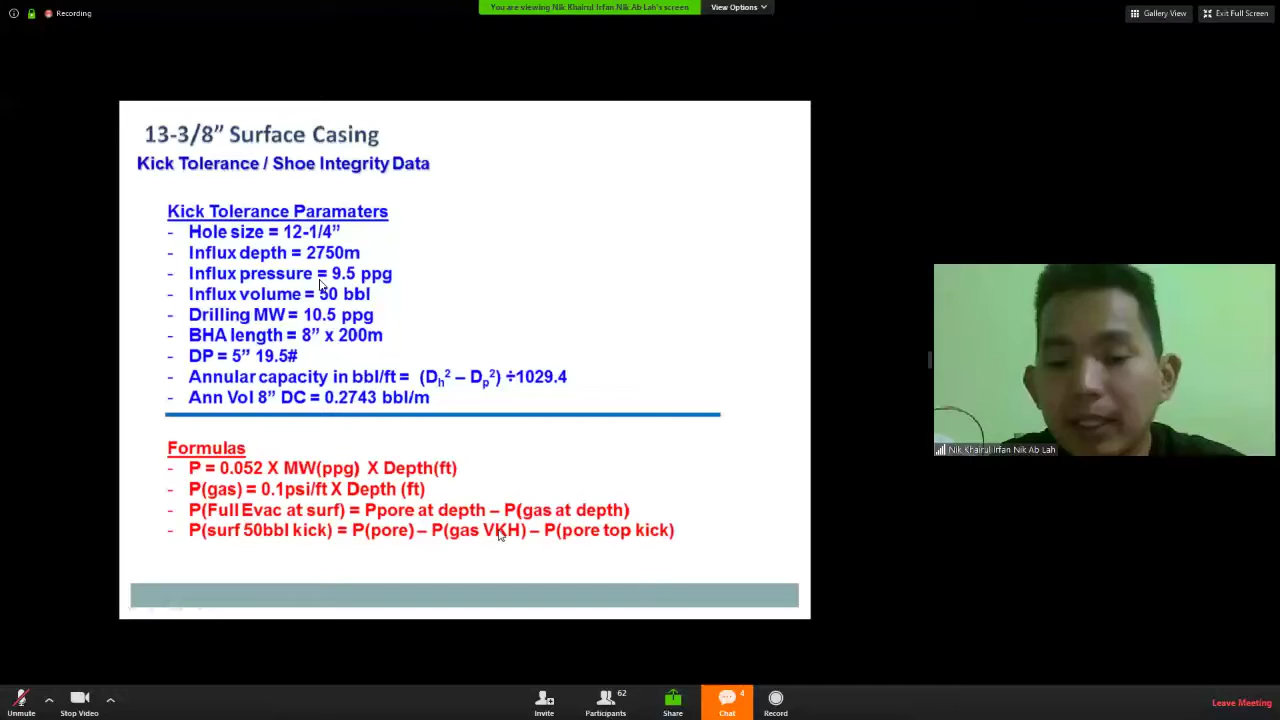 Recording
You are viewing Nik Khairul Irfan Nik Ab Lah's screen
View Options
Gallery View
Exit Full Screen
13-3/8” Surface Casing
Kick Tolerance / Shoe Integrity Data
Kick Tolerance Paramaters
- Hole size = 12-1/4”
- Influx depth = 2750m
- Influx pressure = 9.5 ppg
- Influx volume = 50 bbl
- Drilling MW = 10.5 ppg
- BHA length = 8” x 200m
- DP = 5” 19.5#
- Annular capacity in bbl/ft = (Dh² – Dp²) ÷1029.4
- Ann Vol 8” DC = 0.2743 bbl/m
Formulas
- P = 0.052 X MW(ppg) X Depth(ft)
- P(gas) = 0.1psi/ft X Depth (ft)
- P(Full Evac at surf) = Ppore at depth – P(gas at depth)
- P(surf 50bbl kick) = P(pore) – P(gas VKH) – P(pore top kick)
Nik Khairul Irfan Nik Ab Lah
Unmute
Stop Video
Invite
62
Participants
Share
4
Chat
Record
Leave Meeting